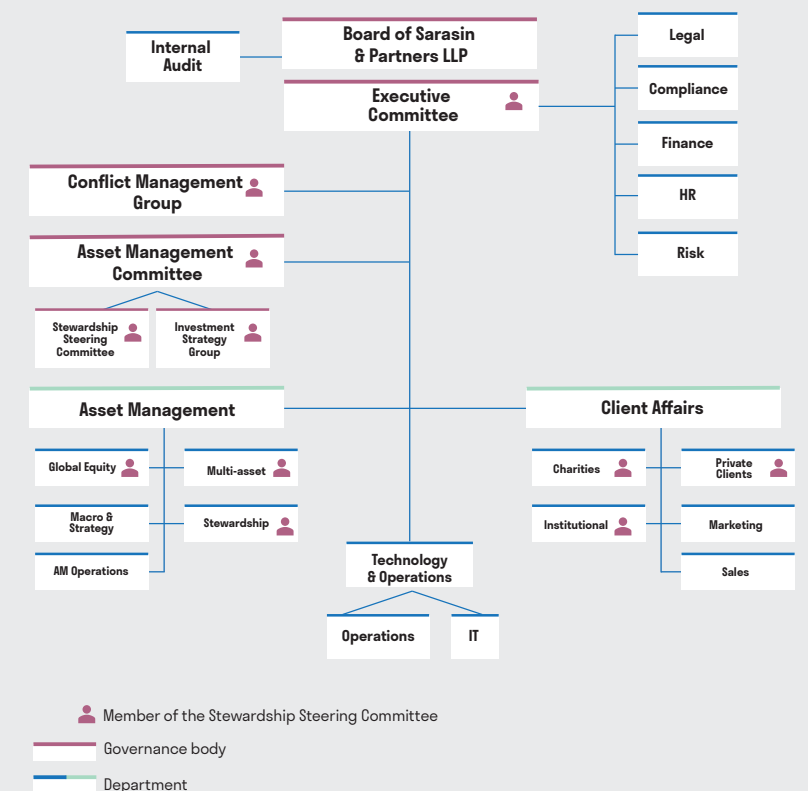 Internal
Audit
Board of Sarasin
& Partners LLP
Executive
Committee
Legal
Compliance
Finance
HR
Risk
Conflict Management
Group
Asset Management
Committee
Stewardship
Steering
Committee
Investment
Strategy
Group
Asset Management
Client Affairs
Global Equity
Multi-asset
Macro &
Strategy
Stewardship
AM Operations
Charities
Private
Clients
Institutional
Marketing
Sales
Technology
& Operations
Operations
IT
Member of the Stewardship Steering Committee
Governance body
Department